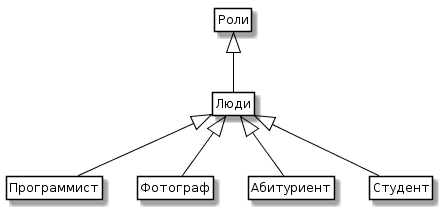 Роли
Люди
Программист
Фотограф
Абитуриент
Студент